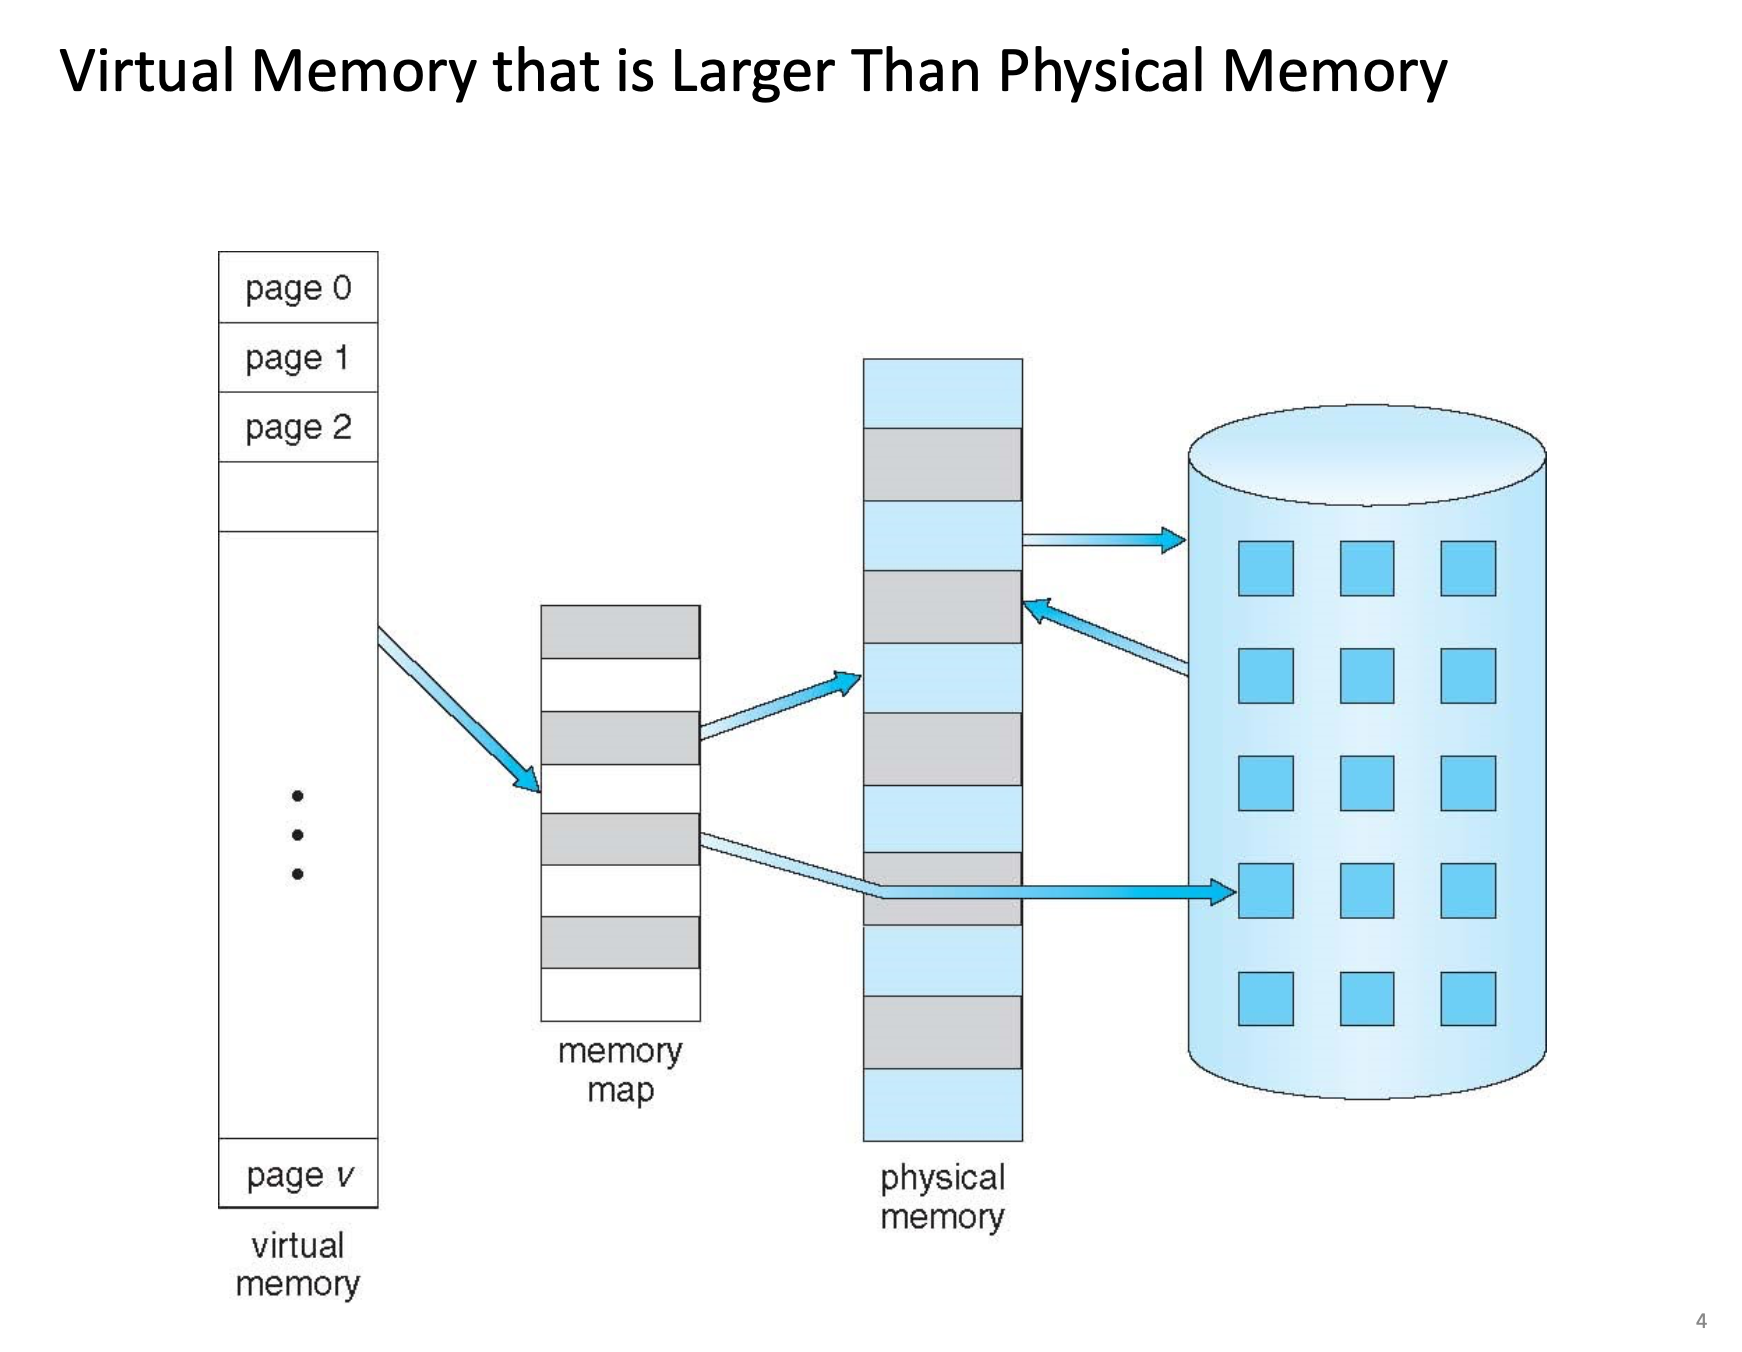 Virtual Memory that is Larger Than Physical Memory
page 0
page 1
page 2
page v
virtual
memory
memory
map
physical
memory
4